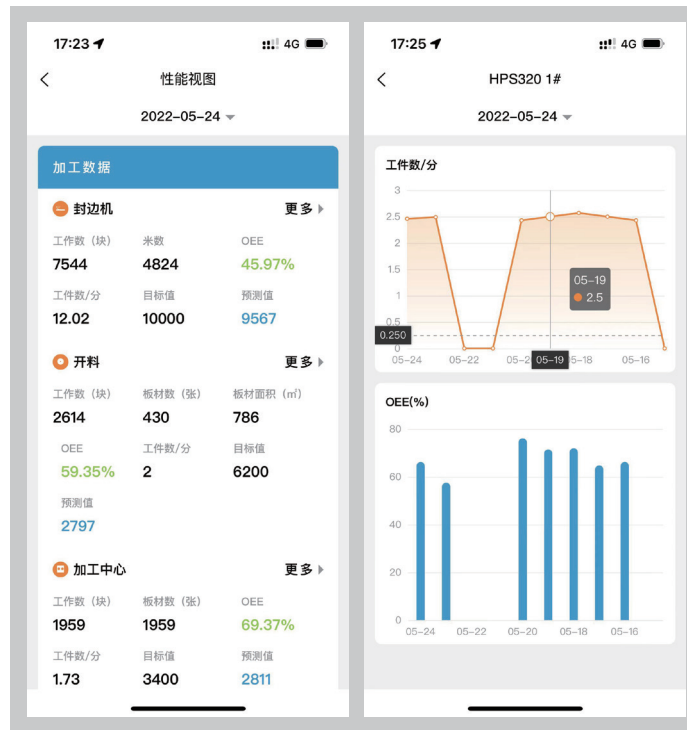 17:23
4G
性能视图
2022-05-24
加工数据
封边机
更多
工作数（块） 米数 OEE
7544 4824 45.97%
工件数/分 目标值 预测值
12.02 10000 9567
开料
更多
工作数（块） 板材数（张） 板材面积（㎡）
2614 430 786
OEE 工件数/分 目标值
59.35% 2 6200
预测值
2797
加工中心
更多
工作数（块） 板材数（张） OEE
1959 1959 69.37%
工件数/分 目标值 预测值
1.73 3400 2811
17:25
4G
HPS320 1#
2022-05-24
工件数/分
3
2.5
2
1.5
1
0.5
0
05-19
2.5
0.250
05-24 05-22 05-2 05-19 5-18 05-16
OEE(%)
80
60
40
20
0
05-24 05-22 05-20 05-18 05-16